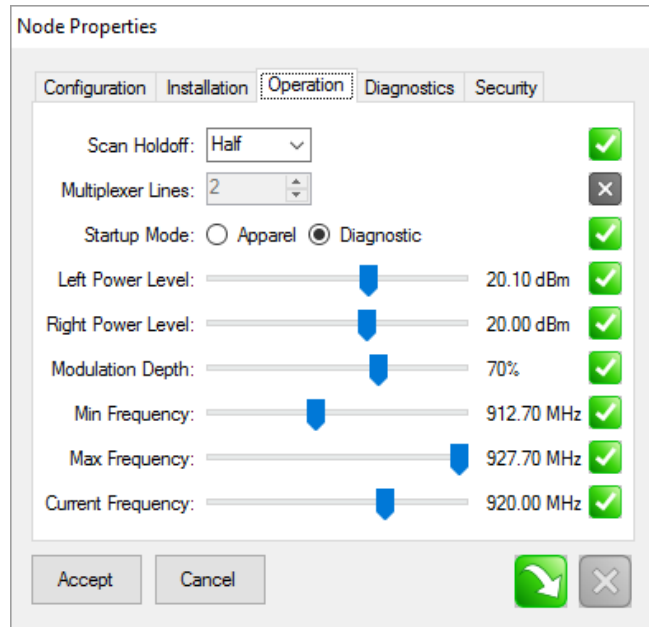 Node Properties
Configuration Installation Operation Diagnostics Security
Scan Holdoff: Half
Multiplexer Lines: 2
Startup Mode: Apparel Diagnostic
Left Power Level: 20.10 dBm
Right Power Level: 20.00 dBm
Modulation Depth: 70%
Min Frequency: 912.70 MHz
Max Frequency: 927.70 MHz
Current Frequency: 920.00 MHz
Accept Cancel